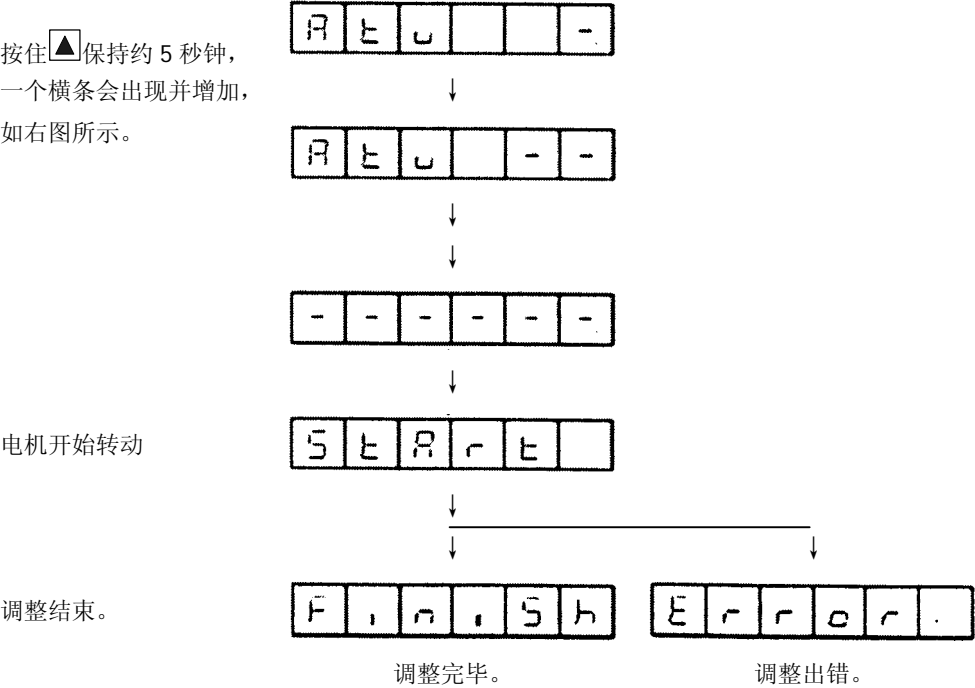 Atu -
按住▲保持约 5 秒钟，
一个横条会出现并增加，
↓
如右图所示。
Atu --
↓
↓
------
↓
电机开始转动
StArt
↓
↓ ↓
调整结束。
FiniSh Error.
调整完毕。 调整出错。